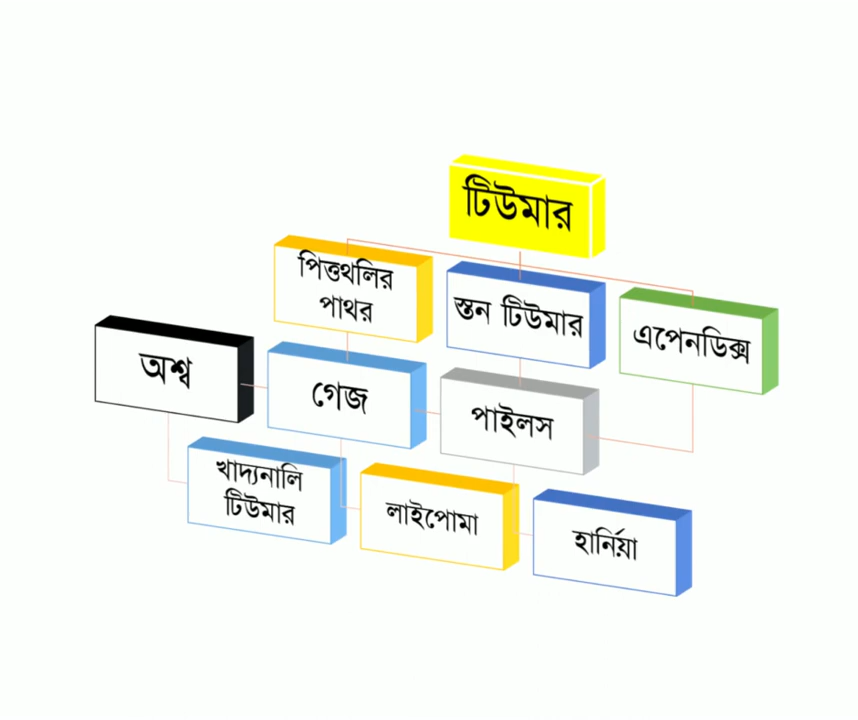 টিউমার
পিত্তথলির
পাথর
স্তন টিউমার
এপেনডিক্স
অশ্ব
গেজ
পাইলস
খাদ্যনালি
টিউমার
লাইপোমা
হার্নিয়া